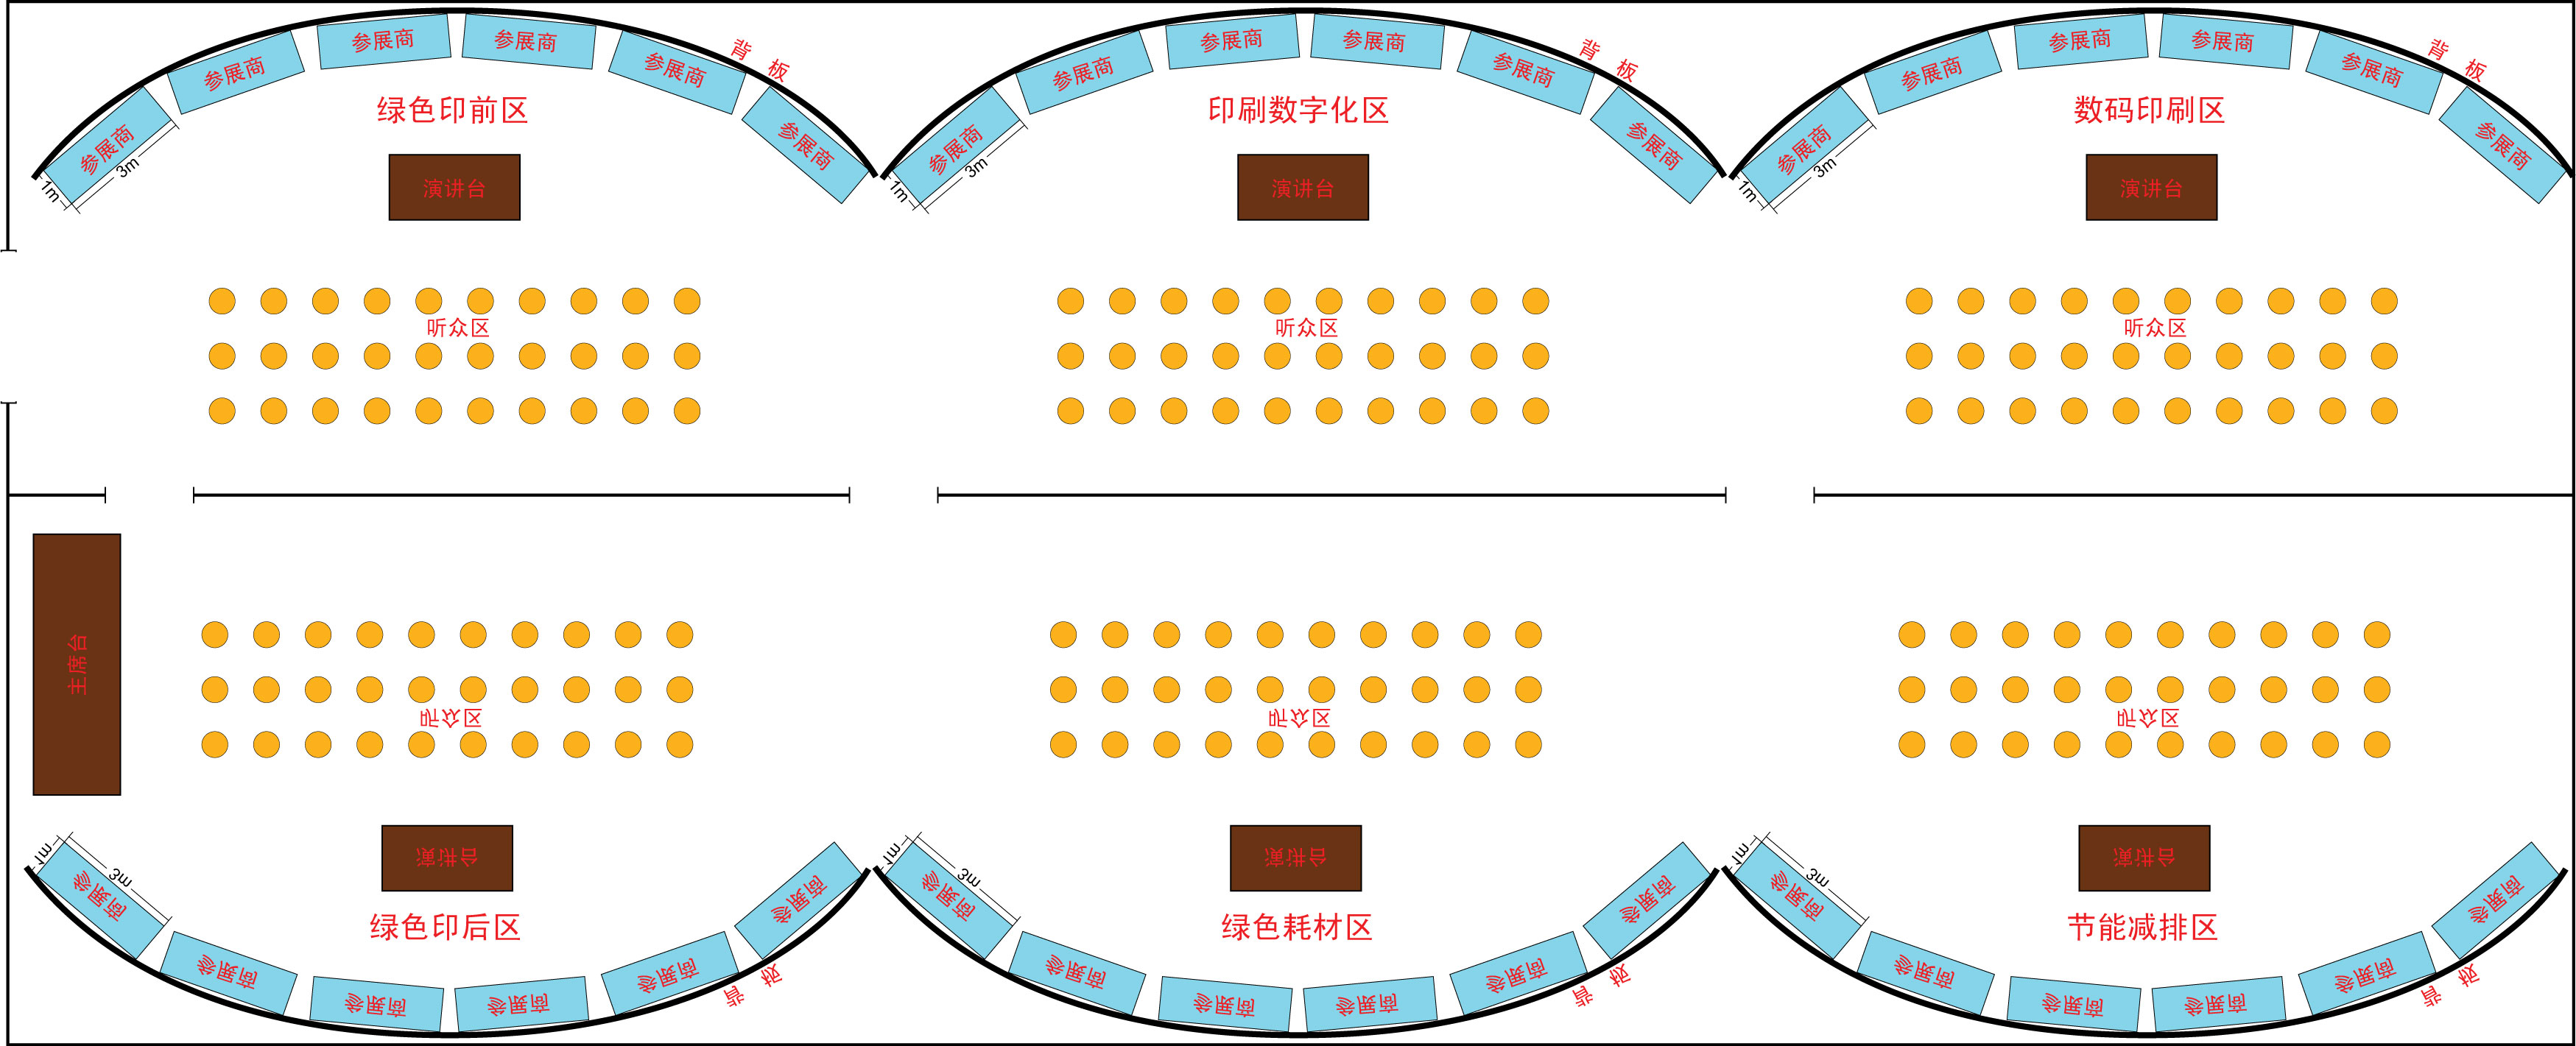 参展商 参展商 参展商 参展商 参展商 参展商 背 板
1m 3m
绿色印前区
演讲台
听众区
参展商 参展商 参展商 参展商 参展商 参展商 背 板
1m 3m
印刷数字化区
演讲台
听众区
参展商 参展商 参展商 参展商 参展商 参展商 背 板
1m 3m
数码印刷区
演讲台
听众区
主席台
听众区
演讲台
绿色印后区
1m 3m
参展商 参展商 参展商 参展商 参展商 参展商 背 板
听众区
演讲台
绿色耗材区
1m 3m
参展商 参展商 参展商 参展商 参展商 参展商 背 板
听众区
演讲台
节能减排区
1m 3m
参展商 参展商 参展商 参展商 参展商 参展商 背 板